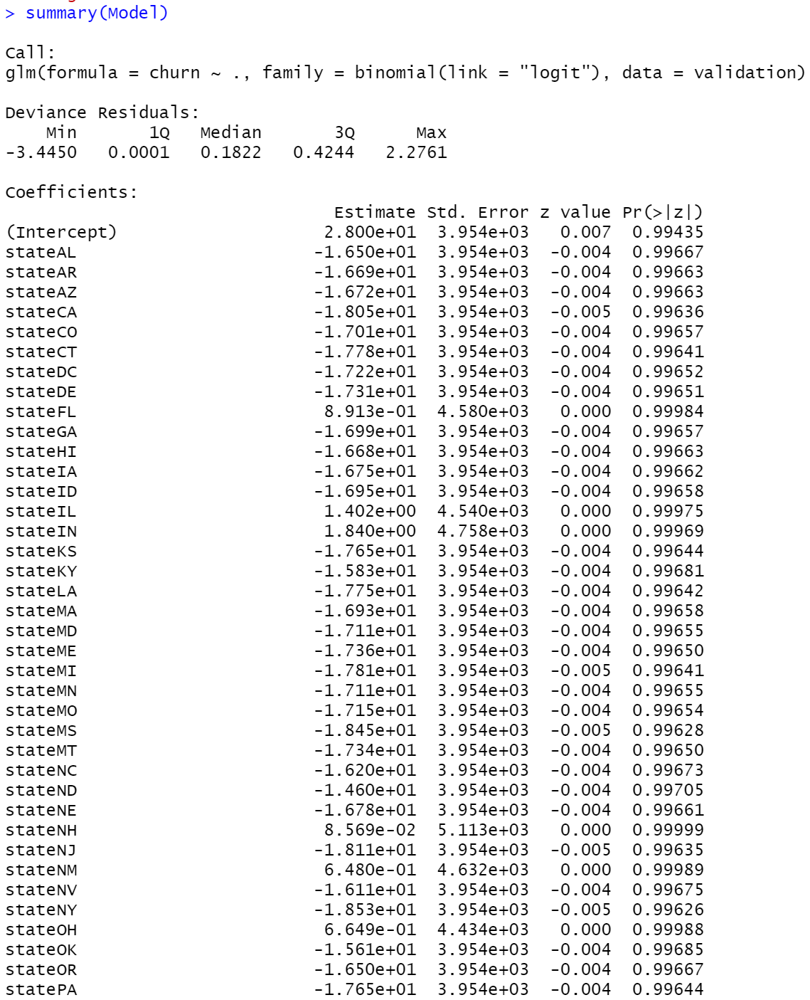 > summary(Model)
Call:
glm(formula = churn ~ ., family = binomial(link = "logit"), data = validation)
Deviance Residuals:
Min 1Q Median 3Q Max
-3.4450 0.0001 0.1822 0.4244 2.2761
Coefficients:
Estimate Std. Error z value Pr(>|z|)
(Intercept) 2.800e+01 3.954e+03 0.007 0.99435
stateAL -1.650e+01 3.954e+03 -0.004 0.99667
stateAR -1.669e+01 3.954e+03 -0.004 0.99663
stateAZ -1.672e+01 3.954e+03 -0.004 0.99663
stateCA -1.805e+01 3.954e+03 -0.005 0.99636
stateCO -1.701e+01 3.954e+03 -0.004 0.99657
stateCT -1.778e+01 3.954e+03 -0.004 0.99641
stateDC -1.722e+01 3.954e+03 -0.004 0.99652
stateDE -1.731e+01 3.954e+03 -0.004 0.99651
stateFL 8.913e-01 4.580e+03 0.000 0.99984
stateGA -1.699e+01 3.954e+03 -0.004 0.99657
stateHI -1.668e+01 3.954e+03 -0.004 0.99663
stateIA -1.675e+01 3.954e+03 -0.004 0.99662
stateID -1.695e+01 3.954e+03 -0.004 0.99658
stateIL 1.402e+00 4.540e+03 0.000 0.99975
stateIN 1.840e+00 4.758e+03 0.000 0.99969
stateKS -1.765e+01 3.954e+03 -0.004 0.99644
stateKY -1.583e+01 3.954e+03 -0.004 0.99681
stateLA -1.775e+01 3.954e+03 -0.004 0.99642
stateMA -1.693e+01 3.954e+03 -0.004 0.99658
stateMD -1.711e+01 3.954e+03 -0.004 0.99655
stateME -1.736e+01 3.954e+03 -0.004 0.99650
stateMI -1.781e+01 3.954e+03 -0.005 0.99641
stateMN -1.711e+01 3.954e+03 -0.004 0.99655
stateMO -1.715e+01 3.954e+03 -0.004 0.99654
stateMS -1.845e+01 3.954e+03 -0.005 0.99628
stateMT -1.734e+01 3.954e+03 -0.004 0.99650
stateNC -1.620e+01 3.954e+03 -0.004 0.99673
stateND -1.460e+01 3.954e+03 -0.004 0.99705
stateNE -1.678e+01 3.954e+03 -0.004 0.99661
stateNH 8.569e-02 5.113e+03 0.000 0.99999
stateNJ -1.811e+01 3.954e+03 -0.005 0.99635
stateNM 6.480e-01 4.632e+03 0.000 0.99989
stateNV -1.611e+01 3.954e+03 -0.004 0.99675
stateNY -1.853e+01 3.954e+03 -0.005 0.99626
stateOH 6.649e-01 4.434e+03 0.000 0.99988
stateOK -1.561e+01 3.954e+03 -0.004 0.99685
stateOR -1.650e+01 3.954e+03 -0.004 0.99667
statePA -1.765e+01 3.954e+03 -0.004 0.99644